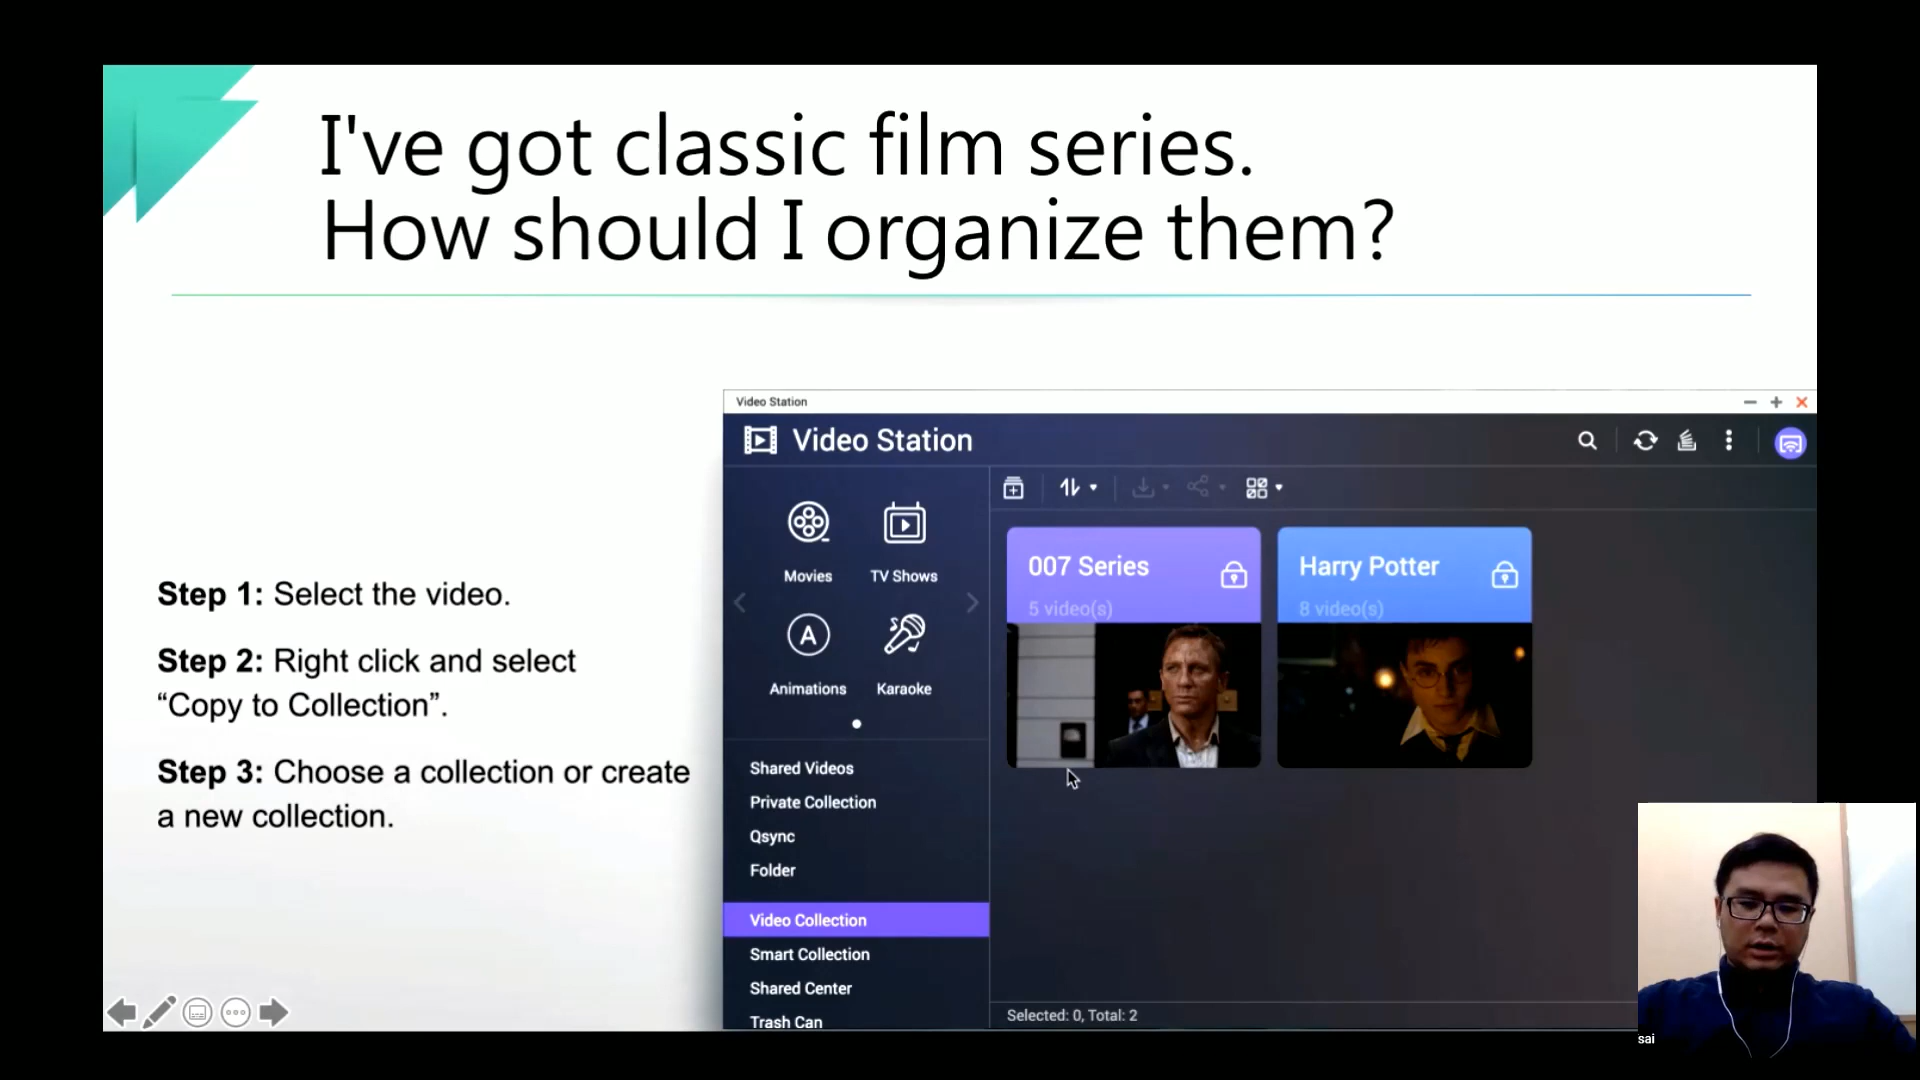 I've got classic film series.
How should I organize them?
Step 1: Select the video.
Step 2: Right click and select
“Copy to Collection”.
Step 3: Choose a collection or create
a new collection.
Video Station
Video Station
Movies
TV Shows
A
Animations
Karaoke
Shared Videos
Private Collection
Qsync
Folder
Video Collection
Smart Collection
Shared Center
Trash Can
007 Series
5 video(s)
Harry Potter
8 video(s)
Selected: 0, Total: 2
sai